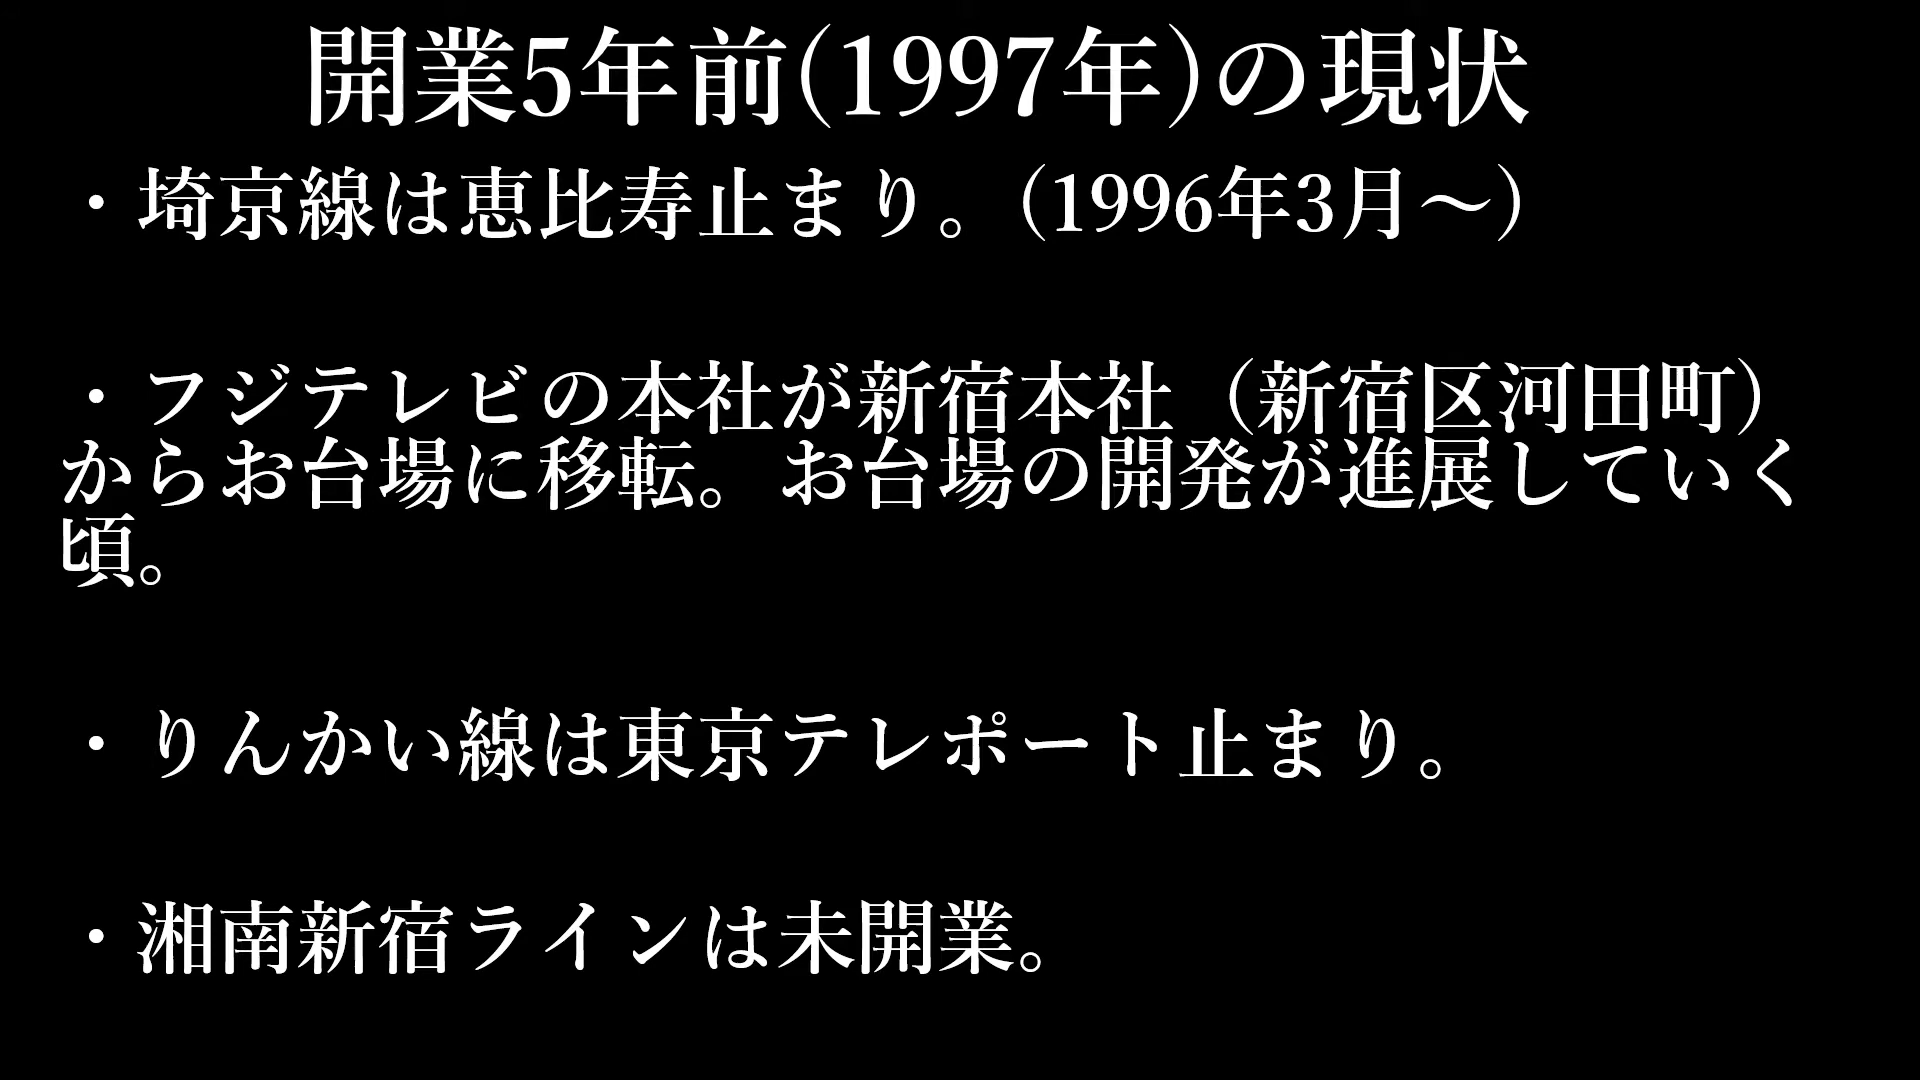 開業5年前(1997年)の現状
・埼京線は恵比寿止まり。(1996年3月～)
・フジテレビの本社が新宿本社（新宿区河田町）
からお台場に移転。お台場の開発が進展していく
頃。
・りんかい線は東京テレポート止まり。
・湘南新宿ラインは未開業。